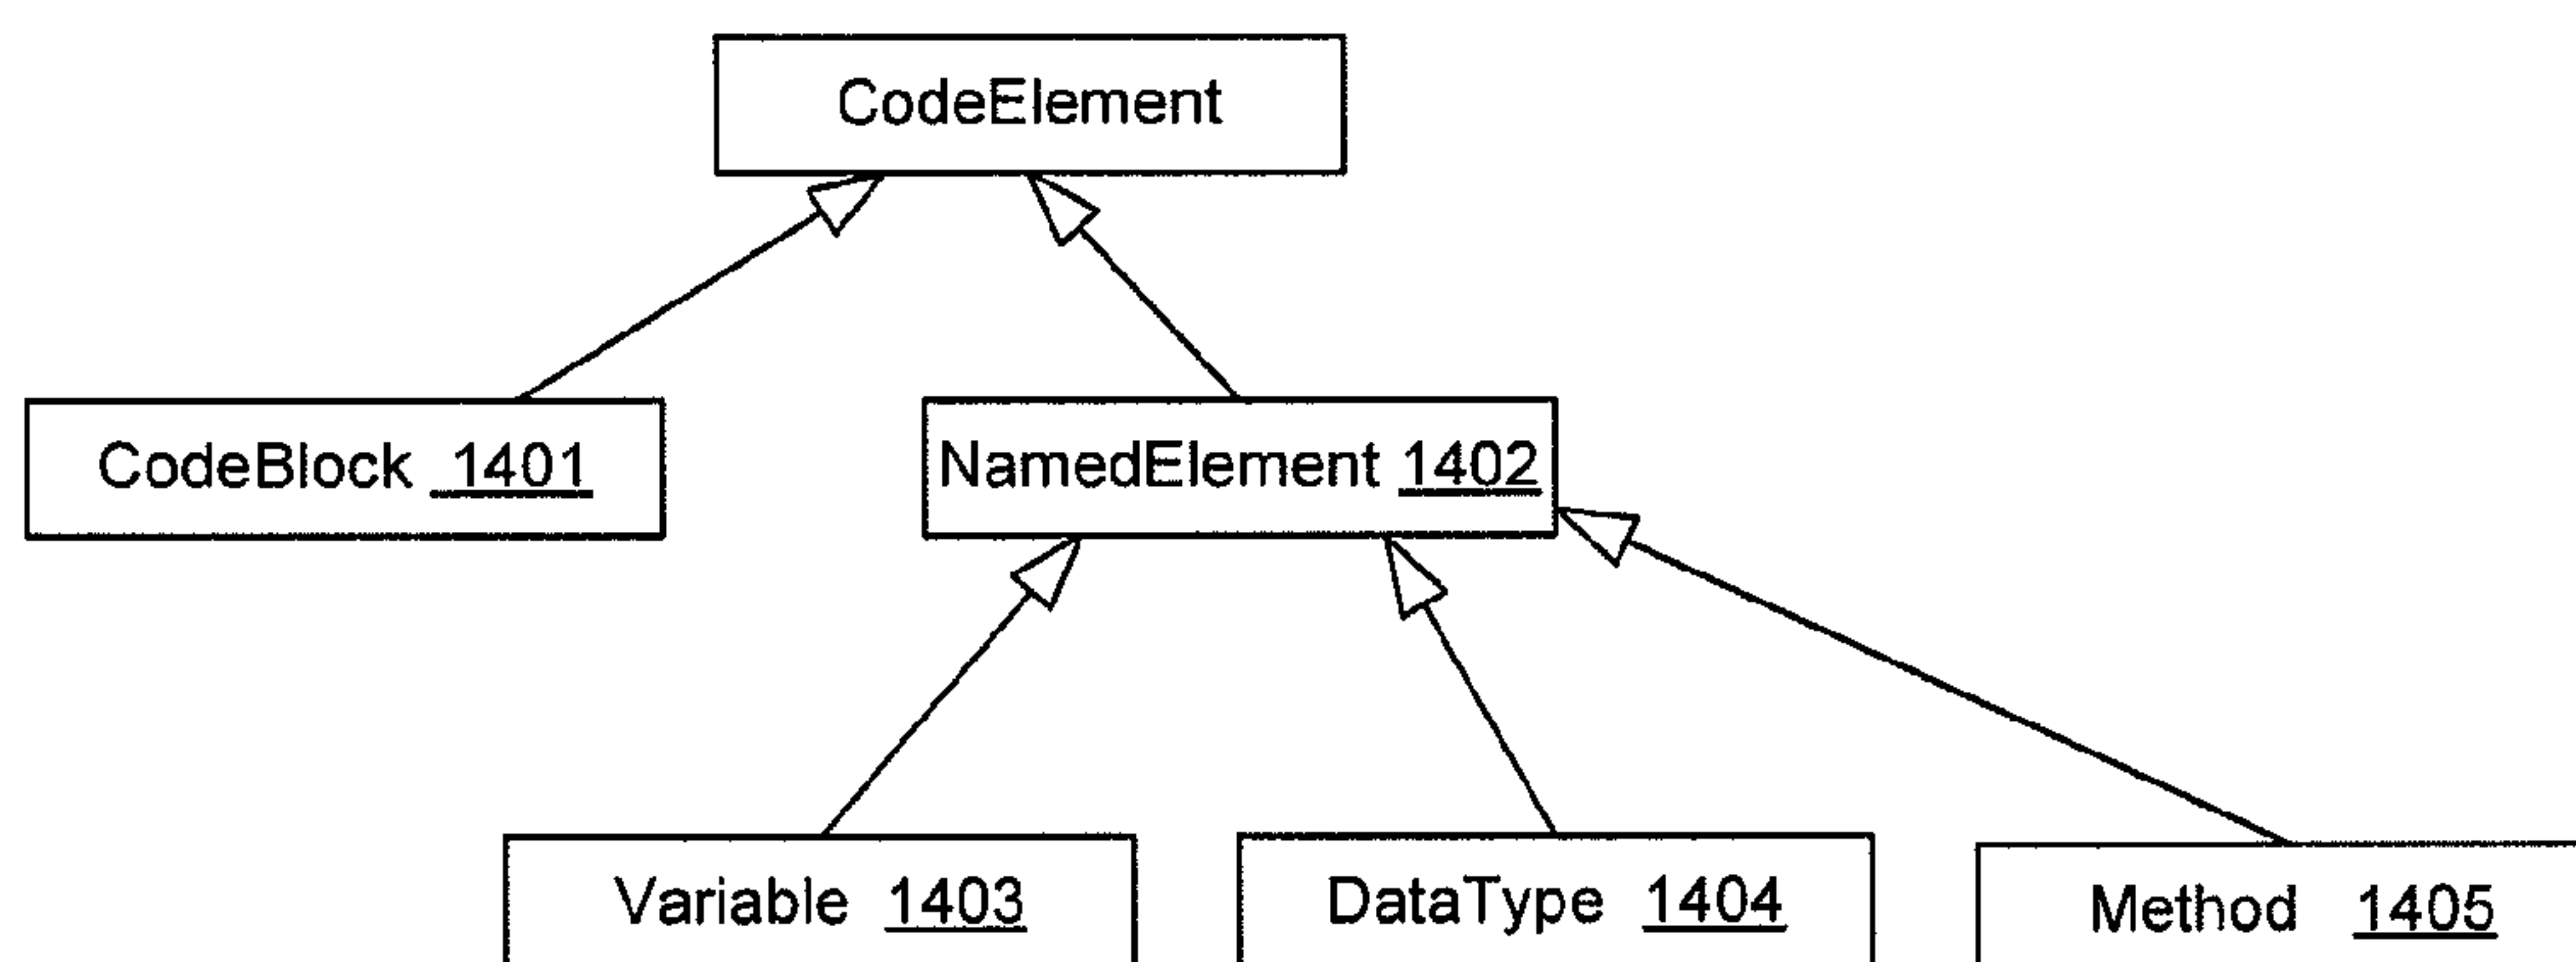 CodeElement
CodeBlock 1401
NamedElement 1402
Variable 1403
DataType 1404
Method 1405